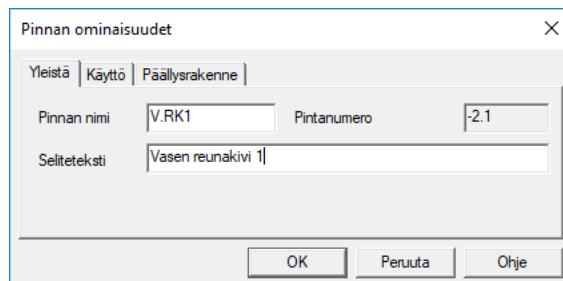 Pinnan ominaisuudet
Yleistä Käyttö Päällysrakenne
Pinnan nimi V.RK1 Pintanumero -2.1
Seliteteksti Vasen reunakivi 1
OK Peruuta Ohje